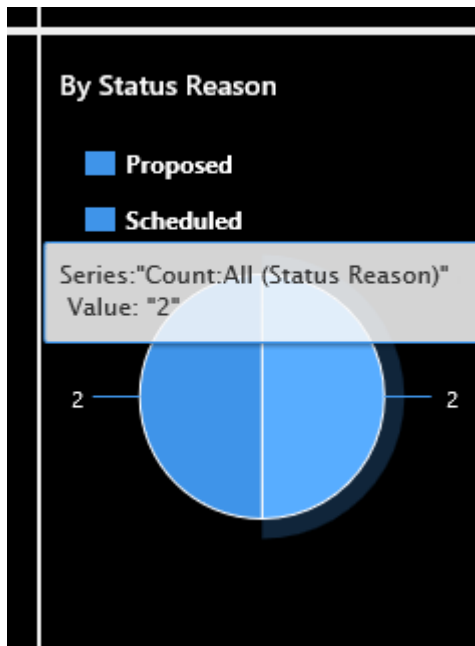 By Status Reason
Proposed
Scheduled
Series:"Count:All (Status Reason)"
Value: "2"
2
2